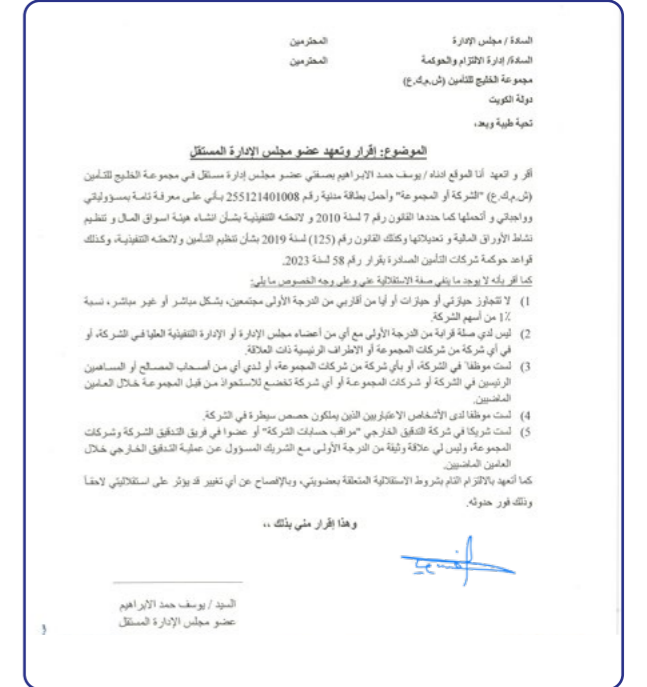 السادة / مجلس الإدارة المحترمين
السادة/ إدارة الالتزام والحوكمة المحترمين
مجموعة الخليج للتأمين (ش.م.ك.ع)
دولة الكويت
تحية طيبة وبعد،
الموضوع: إقرار وتعهد عضو مجلس الإدارة المستقل
أقر و اتعهد أنا الموقع ادناه / يوسف حمد الابراهيم بصفتي عضو مجلس إدارة مستقل في مجموعة الخليج للتأمين
(ش.م.ك.ع) "الشركة أو المجموعة" وأحمل بطاقة مدنية رقم 255121401008 بأني على معرفة تامة بمسؤولياتي
وواجباتي و أتحملها كما حددها القانون رقم 7 لسنة 2010 و لائحته التنفيذية بشأن انشاء هيئة اسواق المال و تنظيم
نشاط الأوراق المالية و تعديلاتها وكذلك القانون رقم (125) لسنة 2019 بشأن تنظيم التأمين ولائحته التنفيذية، وكذلك
قواعد حوكمة شركات التأمين الصادرة بقرار رقم 58 لسنة 2023.
كما أقر بأنه لا يوجد ما ينفي صفة الاستقلالية عني وعلى وجه الخصوص ما يلي:
1) لا تتجاوز حيازتي أو حيازات أو أيا من أقاربي من الدرجة الأولى مجتمعين، بشكل مباشر أو غير مباشر، نسبة
1٪ من أسهم الشركة.
2) ليس لدي صلة قرابة من الدرجة الأولى مع أي من أعضاء مجلس الإدارة أو الإدارة التنفيذية العليا في الشركة، أو
في أي شركة من شركات المجموعة أو الاطراف الرئيسية ذات العلاقة.
3) لست موظفا في الشركة، أو بأي شركة من شركات المجموعة، أو لدي أي من أصحاب المصالح أو المساهمين
الرئيسين في الشركة أو شركات المجموعة أو أي شركة تخضع للاستحواذ من قبل المجموعة خلال العامين
الماضيين.
4) لست موظفا لدى الأشخاص الاعتباريين الذين يملكون حصص سيطرة في الشركة.
5) لست شريكا في شركة التدقيق الخارجي "مراقب حسابات الشركة" أو عضوا في فريق التدقيق الشركة وشركات
المجموعة، وليس لي علاقة وثيقة من الدرجة الأولى مع الشريك المسؤول عن عملية التدقيق الخارجي خلال
العامين الماضيين.
كما أتعهد بالالتزام التام بشروط الاستقلالية المتعلقة بعضويتي، وبالإفصاح عن أي تغيير قد يؤثر على استقلاليتي لاحقاً
وذلك فور حدوثه.
وهذا إقرار مني بذلك ،،
السيد / يوسف حمد الابراهيم
عضو مجلس الإدارة المستقل